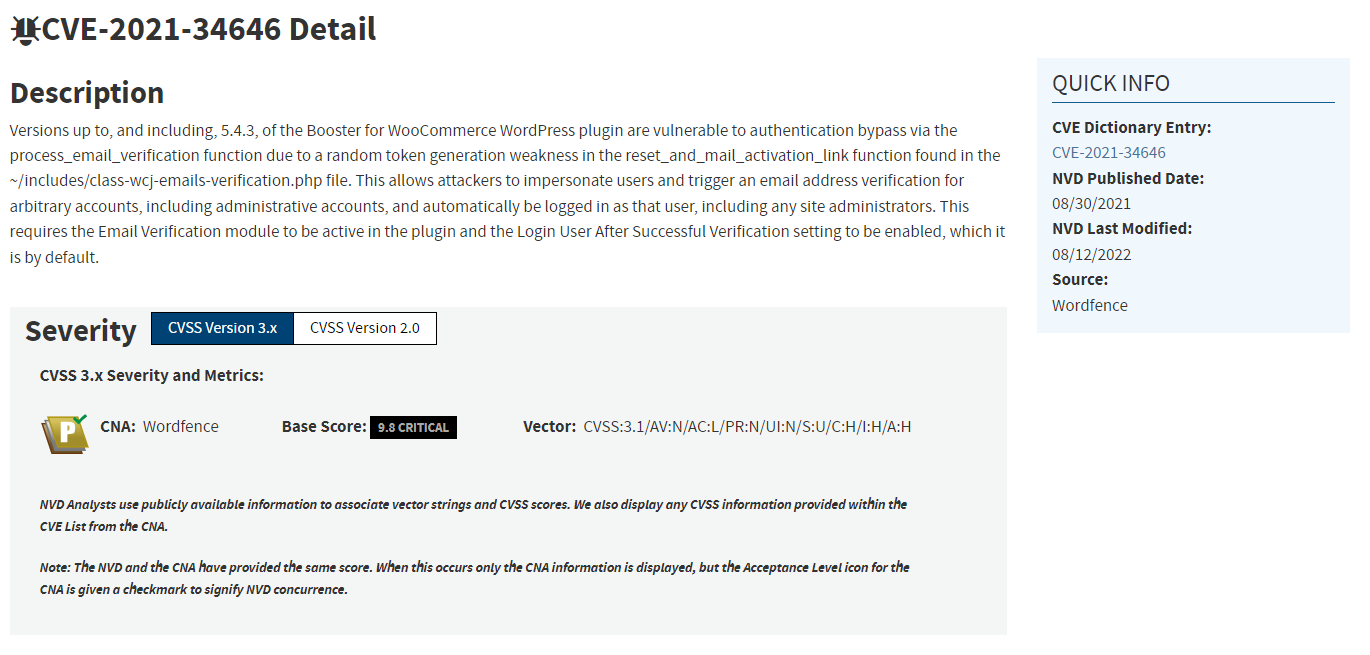 CVE-2021-34646 Detail
Description
Versions up to, and including, 5.4.3, of the Booster for WooCommerce WordPress plugin are vulnerable to authentication bypass via the
process_email_verification function due to a random token generation weakness in the reset_and_mail_activation_link function found in the
~/includes/class-wcj-emails-verification.php file. This allows attackers to impersonate users and trigger an email address verification for
arbitrary accounts, including administrative accounts, and automatically be logged in as that user, including any site administrators. This
requires the Email Verification module to be active in the plugin and the Login User After Successful Verification setting to be enabled, which it
is by default.
QUICK INFO
CVE Dictionary Entry:
CVE-2021-34646
NVD Published Date:
08/30/2021
NVD Last Modified:
08/12/2022
Source:
Wordfence
Severity CVSS Version 3.x CVSS Version 2.0
CVSS 3.x Severity and Metrics:
P CNA: Wordfence Base Score: 9.8 CRITICAL Vector: CVSS:3.1/AV:N/AC:L/PR:N/UI:N/S:U/C:H/I:H/A:H
NVD Analysts use publicly available information to associate vector strings and CVSS scores. We also display any CVSS information provided within the
CVE List from the CNA.
Note: The NVD and the CNA have provided the same score. When this occurs only the CNA information is displayed, but the Acceptance Level icon for the
CNA is given a checkmark to signify NVD concurrence.